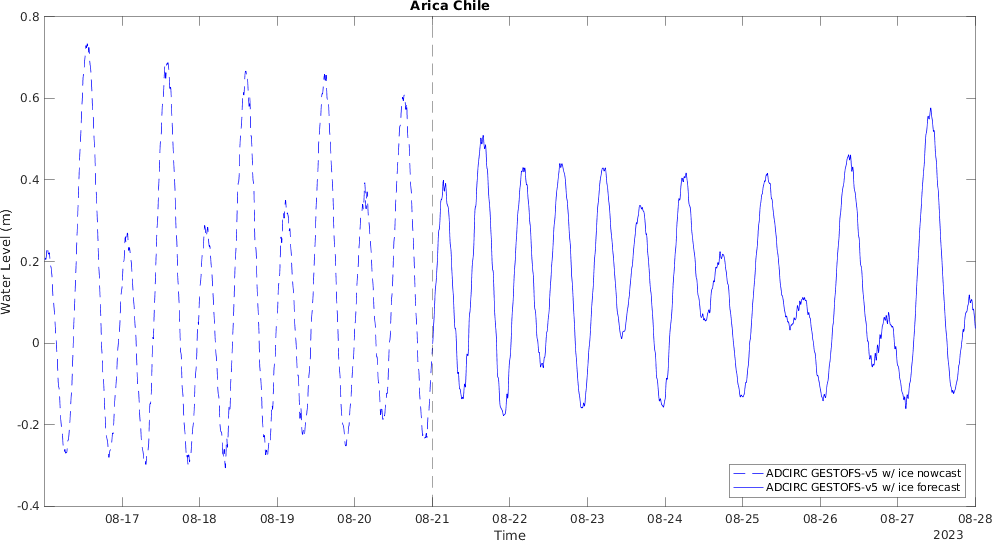 Arica Chile
Water Level (m)
0.8
0.6
0.4
0.2
0
-0.2
-0.4
ADCIRC GESTOFS-v5 w/ ice nowcast
ADCIRC GESTOFS-v5 w/ ice forecast
08-17 08-18 08-19 08-20 08-21 08-22 08-23 08-24 08-25 08-26 08-27 08-28
Time
2023